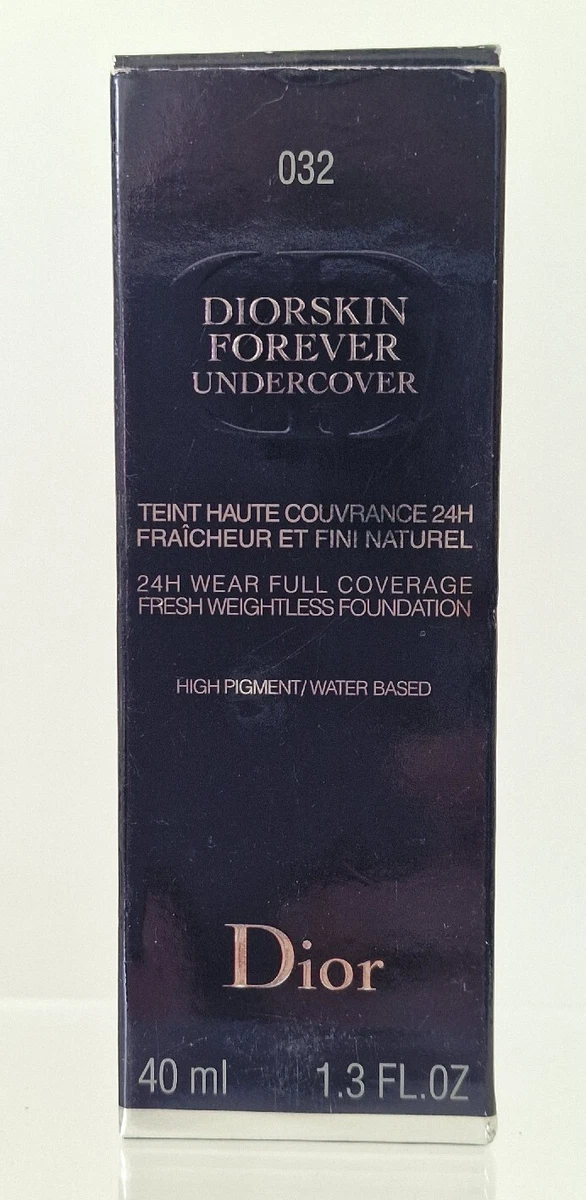 032
DIORSKIN
FOREVER
UNDERCOVER
TEINT HAUTE COUVRANCE 24H
FRAÎCHEUR ET FINI NATUREL
24H WEAR FULL COVERAGE
FRESH WEIGHTLESS FOUNDATION
HIGH PIGMENT/WATER BASED
Dior
40 ml 1.3 FL.OZ